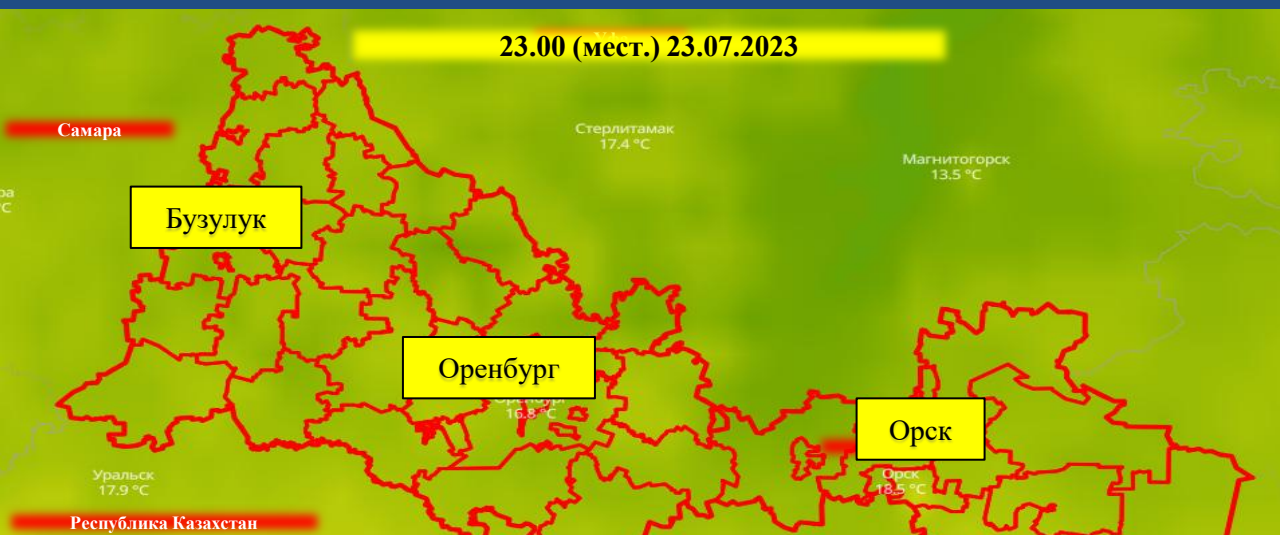 23.00 (мест.) 23.07.2023
Самара
Стерлитамак
17.4 °C
Магнитогорск
13.5 °C
Бузулук
Оренбург
16.8 °C
Орск
Орск
18.5 °C
Уральск
17.9 °C
Республика Казахстан